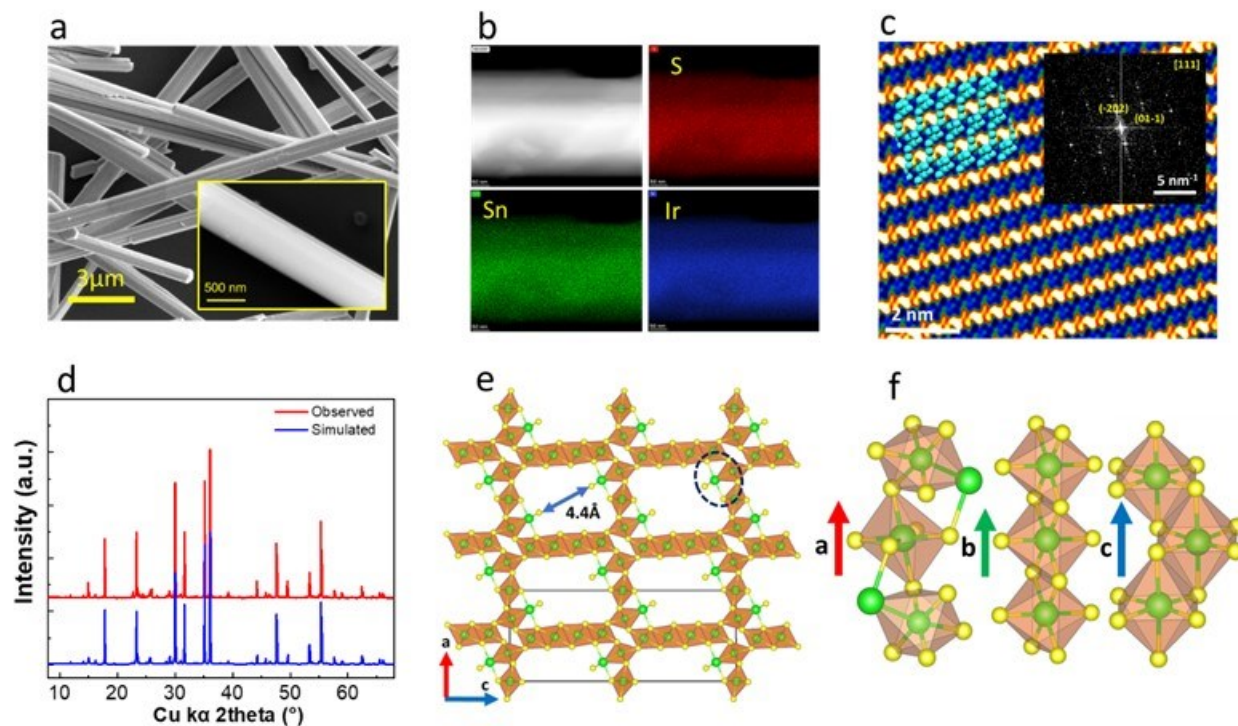 a
3μm
500 nm
b
S
Sn
Ir
c
[111]
(-202)
(01-1)
5 nm-1
2 nm
d
Intensity (a.u.)
Observed
Simulated
10 20 30 40 50 60
Cu kα 2theta (°)
e
4.4Å
a
c
f
a
b
c